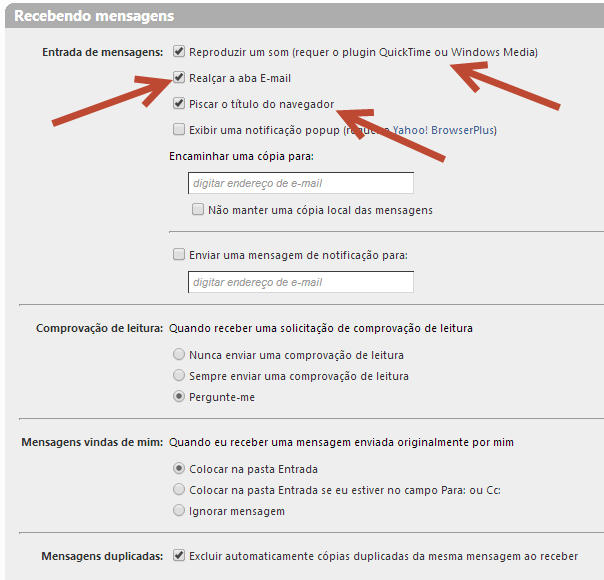 Recebendo mensagens
Entrada de mensagens: Reproduzir um som (requer o plugin QuickTime ou Windows Media)
Realçar a aba E-mail
Piscar o título do navegador
Exibir uma notificação popup (requer o Yahoo! BrowserPlus)
Encaminhar uma cópia para:
digitar endereço de e-mail
Não manter uma cópia local das mensagens
Enviar uma mensagem de notificação para:
digitar endereço de e-mail
Comprovação de leitura: Quando receber uma solicitação de comprovação de leitura
Nunca enviar uma comprovação de leitura
Sempre enviar uma comprovação de leitura
Pergunte-me
Mensagens vindas de mim: Quando eu receber uma mensagem enviada originalmente por mim
Colocar na pasta Entrada
Colocar na pasta Entrada se eu estiver no campo Para: ou Cc:
Ignorar mensagem
Mensagens duplicadas: Excluir automaticamente cópias duplicadas da mesma mensagem ao receber